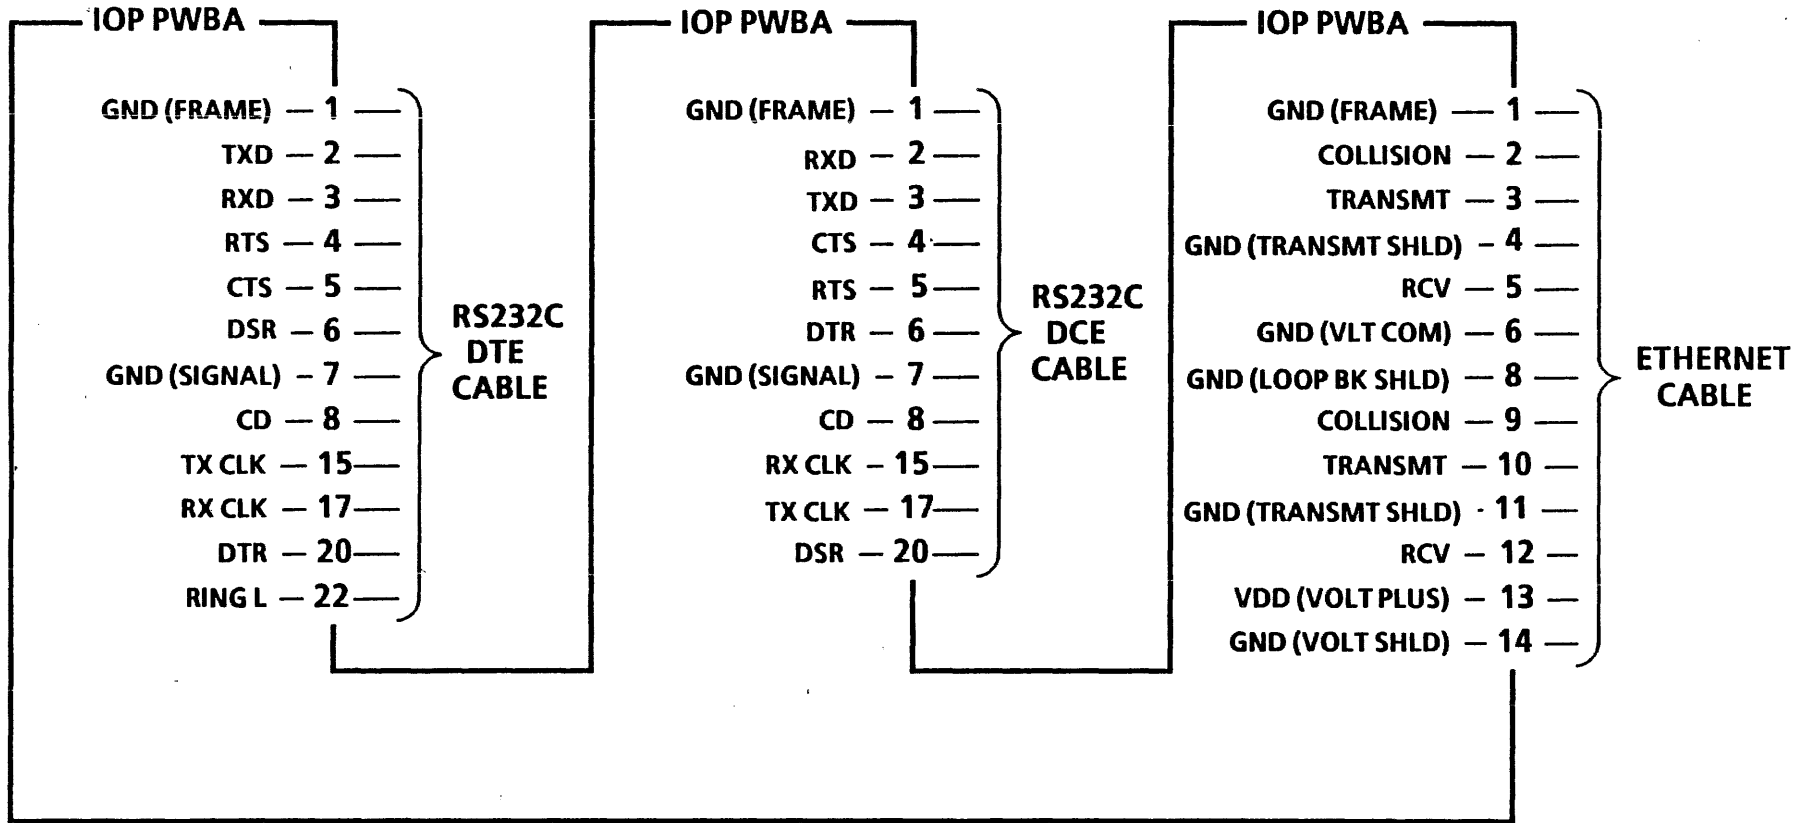 IOP PWBA
GND (FRAME) — 1 —
TXD — 2 —
RXD — 3 —
RTS — 4 —
CTS — 5 —
DSR — 6 —
GND (SIGNAL) – 7 —
CD — 8 —
TX CLK — 15 —
RX CLK — 17 —
DTR — 20 —
RING L — 22 —
RS232C
DTE
CABLE
IOP PWBA
GND (FRAME) — 1 —
RXD — 2 —
TXD — 3 —
CTS — 4 —
RTS — 5 —
DTR — 6 —
GND (SIGNAL) – 7 —
CD — 8 —
RX CLK – 15 —
TX CLK — 17 —
DSR — 20 —
RS232C
DCE
CABLE
IOP PWBA
GND (FRAME) — 1 —
COLLISION — 2 —
TRANSMT — 3 —
GND (TRANSMT SHLD) – 4 —
RCV — 5 —
GND (VLT COM) — 6 —
GND (LOOP BK SHLD) – 8 —
COLLISION — 9 —
TRANSMT — 10 —
GND (TRANSMT SHLD) · 11 —
RCV — 12 —
VDD (VOLT PLUS) — 13 —
GND (VOLT SHLD) — 14 —
ETHERNET
CABLE